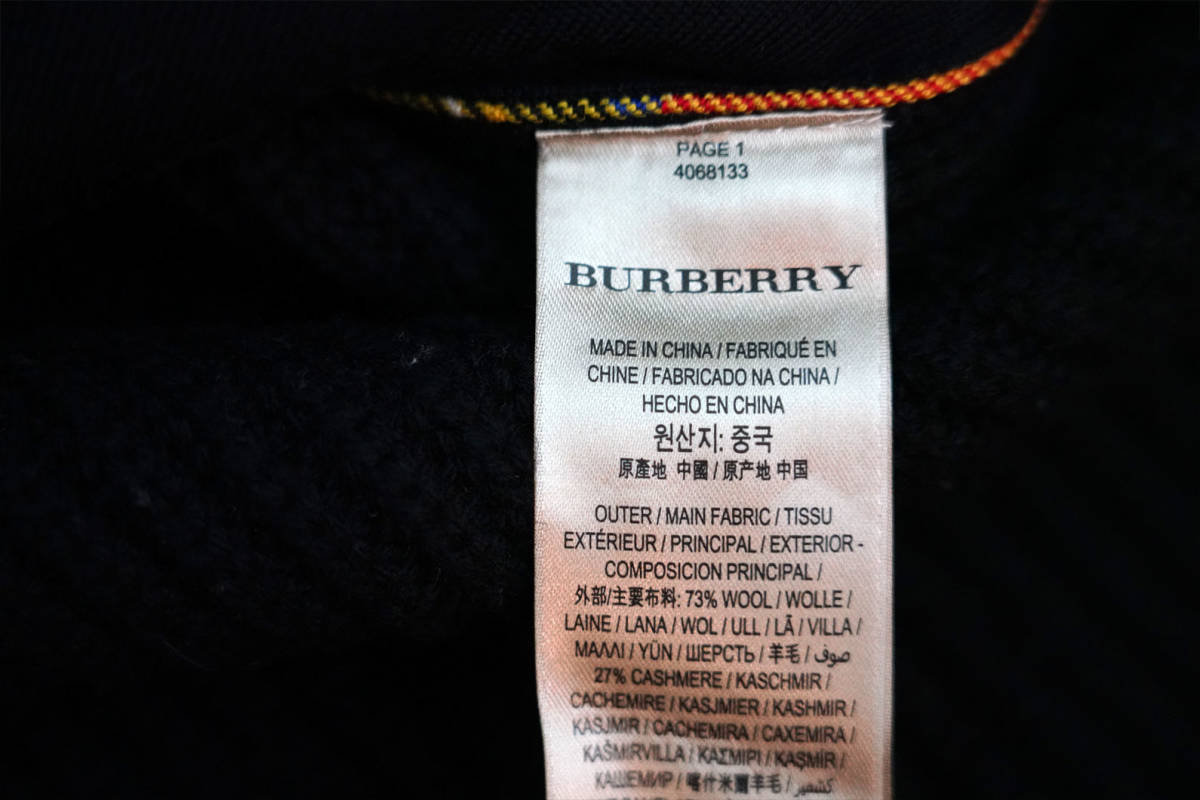 PAGE 1
4068133
BURBERRY
MADE IN CHINA / FABRIQUÉ EN
CHINE / FABRICADO NA CHINA /
HECHO EN CHINA
원산지: 중국
原產地 中國 / 原产地 中国
OUTER / MAIN FABRIC / TISSU
EXTÉRIEUR / PRINCIPAL / EXTERIOR -
COMPOSICION PRINCIPAL /
外部/主要布料: 73% WOOL / WOLLE /
LAINE / LANA / WOL / ULL / LÃ / VILLA /
ΜΑΛΛΙ / YÜN / ШЕРСТЬ / 羊毛 / صوف
27% CASHMERE / KASCHMIR /
CACHEMIRE / KASJMIER / KASHMIR /
KASJMIR / CACHEMIRA / CAXEMIRA /
KAŠMIRVILLA / ΚΑΣΜΙΡΙ / KAŞMİR /
КАШЕМИР / 喀什米爾羊毛 / كشمير